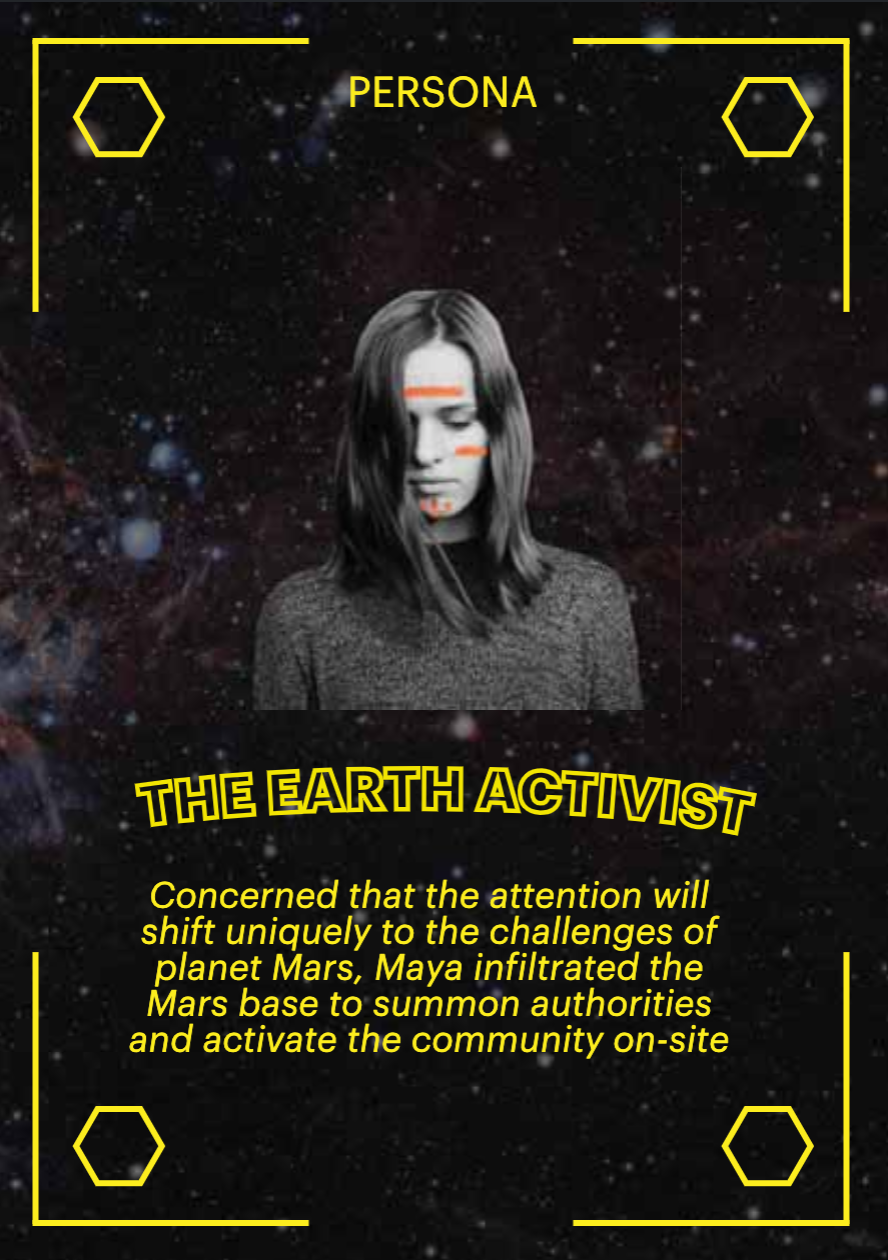 PERSONA
THE EARTH ACTIVIST
Concerned that the attention will
shift uniquely to the challenges of
planet Mars, Maya infiltrated the
Mars base to summon authorities
and activate the community on-site